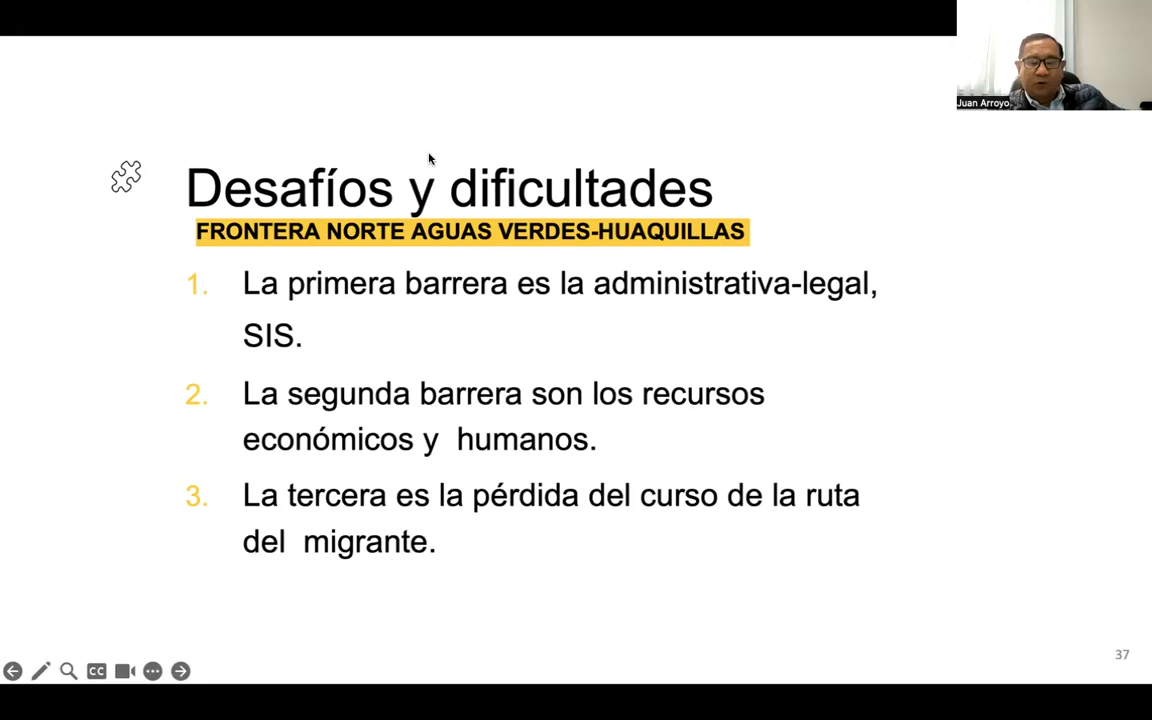 Juan Arroyo
Desafíos y dificultades
FRONTERA NORTE AGUAS VERDES-HUAQUILLAS
1. La primera barrera es la administrativa-legal,
SIS.
2. La segunda barrera son los recursos
económicos y humanos.
3. La tercera es la pérdida del curso de la ruta
del migrante.
37
CC